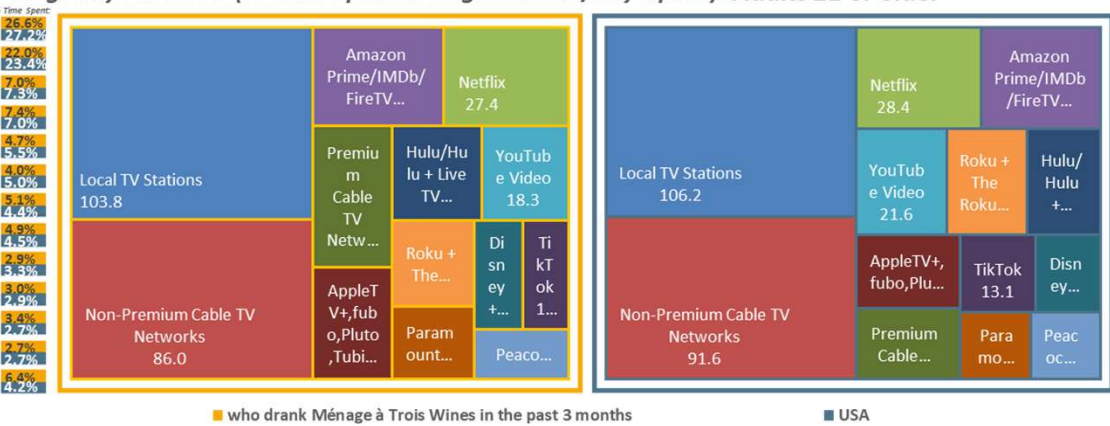 Time Spent:
26.6%
27.2%
22.0%
23.4%
7.0%
7.3%
7.4%
7.0%
4.7%
5.5%
4.0%
5.0%
5.1%
4.4%
4.9%
4.5%
2.9%
3.3%
3.0%
2.9%
3.4%
2.7%
2.7%
2.7%
6.4%
4.2%
Local TV Stations
103.8
Non-Premium Cable TV
Networks
86.0
Amazon
Prime/IMDb/
FireTV...
Netflix
27.4
Premiu
m
Cable
TV
Netw...
Hulu/Hu
lu + Live
TV...
YouTub
e Video
18.3
AppleT
V+,fub
o,Pluto
,Tubi...
Roku +
The...
Di
sn
ey
+...
Ti
kT
ok
1...
Param
ount...
Peaco...
Local TV Stations
106.2
Non-Premium Cable TV
Networks
91.6
Netflix
28.4
Amazon
Prime/IMDb
/FireTV...
YouTub
e Video
21.6
Roku +
The
Roku...
Hulu/
Hulu
+...
AppleTV+,
fubo,Plu...
TikTok
13.1
Disn
ey...
Premium
Cable...
Para
mo...
Peac
oc...
who drank Ménage à Trois Wines in the past 3 months
USA